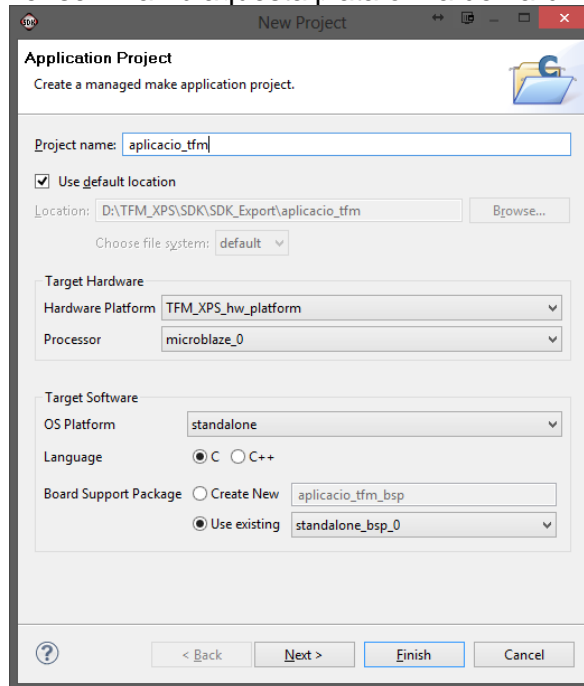 New Project
Application Project
Create a managed make application project.
Project name: aplicacio_tfm
Use default location
Location: D:\TFM_XPS\SDK\SDK_Export\aplicacio_tfm Browse...
Choose file system: default
Target Hardware
Hardware Platform TFM_XPS_hw_platform
Processor microblaze_0
Target Software
OS Platform standalone
Language C C++
Board Support Package Create New aplicacio_tfm_bsp
Use existing standalone_bsp_0
< Back Next > Finish Cancel